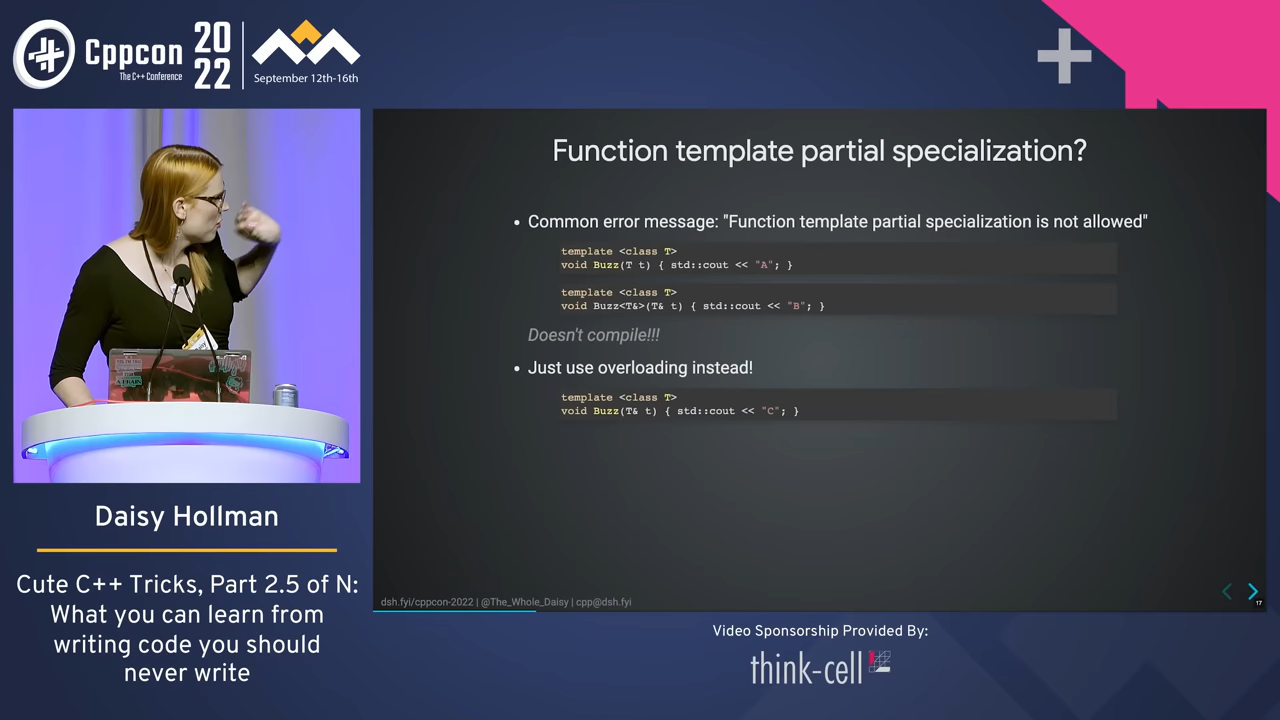 Cppcon
The C++ Conference
20
22
September 12th-16th
Function template partial specialization?
• Common error message: "Function template partial specialization is not allowed"
template <class T>
void Buzz(T t) { std::cout << "A"; }
template <class T>
void Buzz<T&>(T& t) { std::cout << "B"; }
Doesn't compile!!!
• Just use overloading instead!
template <class T>
void Buzz(T& t) { std::cout << "C"; }
dsh.fyi/cppcon-2022 | @The_Whole_Daisy | cpp@dsh.fyi
17
Daisy Hollman
Cute C++ Tricks, Part 2.5 of N:
What you can learn from
writing code you should
never write
Video Sponsorship Provided By:
think-cell